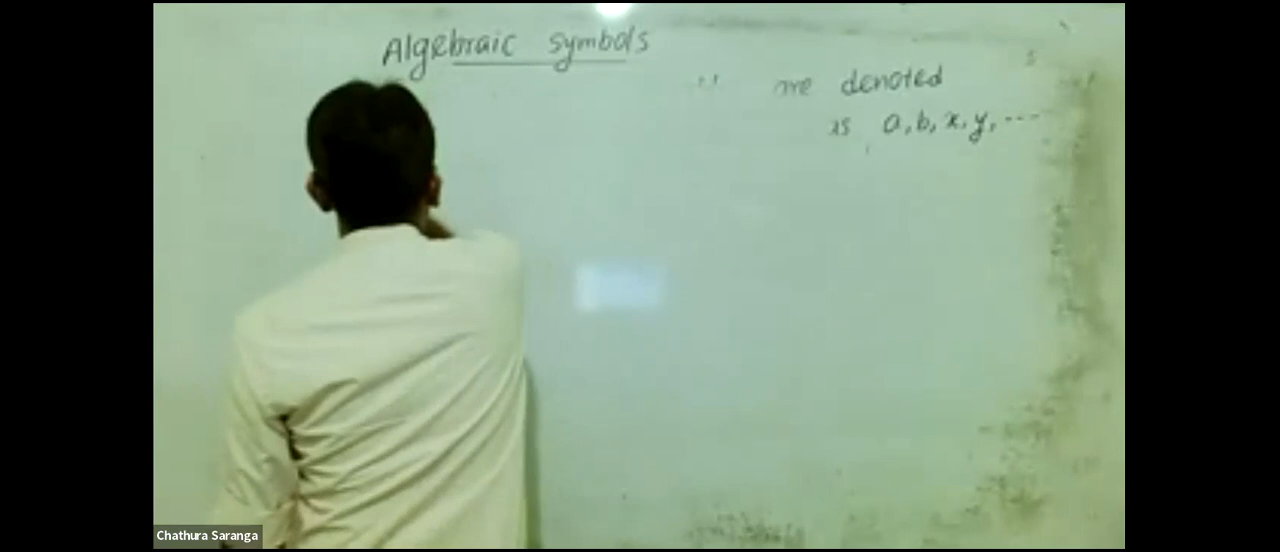 Algebraic symbols
are denoted
as a, b, x, y, ...
Chathura Saranga